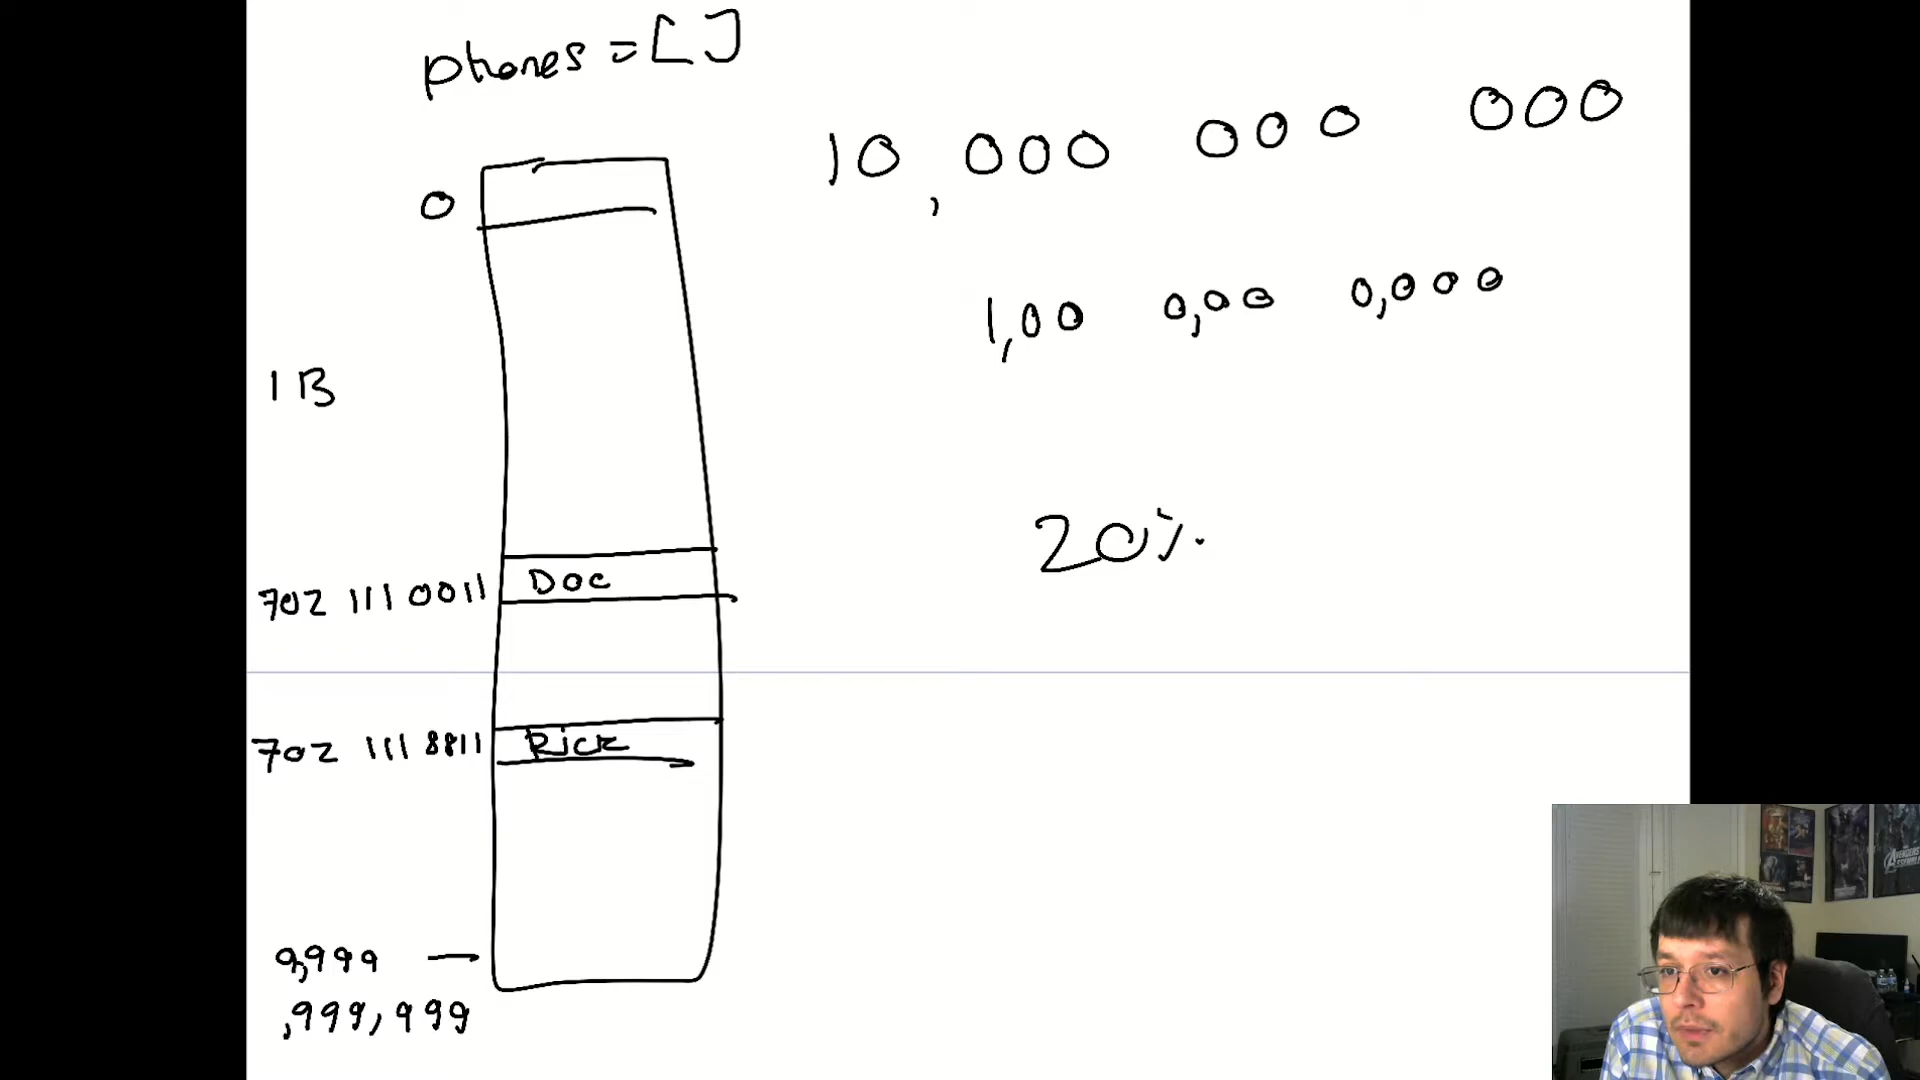 phones = [ ]
10,000 000 000
0
1,00 0,00 0,000
1B
20%
702 111 0011 Doc
702 111 8811 Rick
9,999
,999,999
AVENGERS